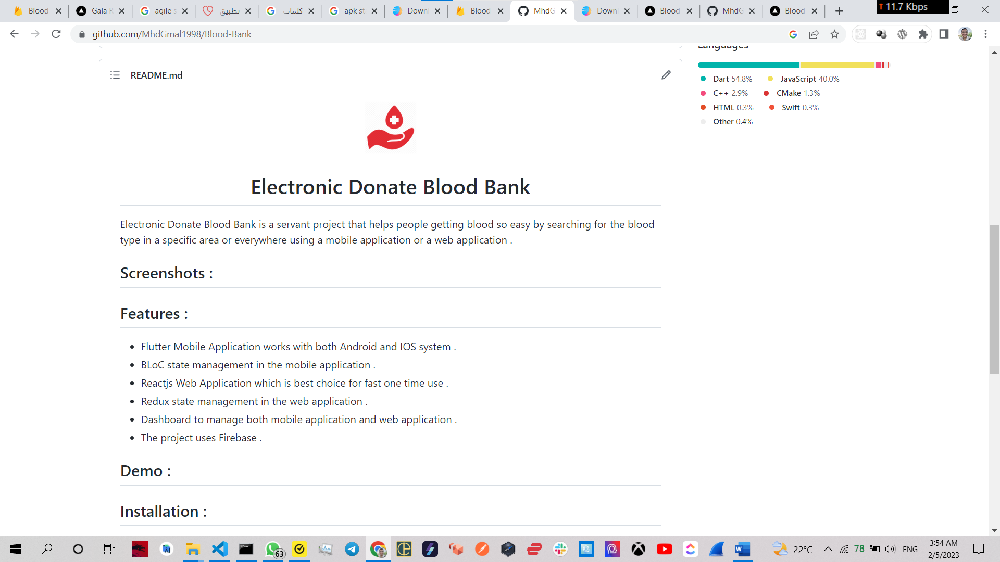 Blood
Gala R
agile s
تطبيق
كلمات
apk st
Downl
Blood
MhdG
Downl
Blood
MhdG
Blood
↑ 11.7 Kbps
github.com/MhdGmal1998/Blood-Bank
Languages
README.md
Dart 54.8%
JavaScript 40.0%
C++ 2.9%
CMake 1.3%
HTML 0.3%
Swift 0.3%
Other 0.4%
Electronic Donate Blood Bank
Electronic Donate Blood Bank is a servant project that helps people getting blood so easy by searching for the blood
type in a specific area or everywhere using a mobile application or a web application .
Screenshots :
Features :
Flutter Mobile Application works with both Android and IOS system .
BLoC state management in the mobile application .
Reactjs Web Application which is best choice for fast one time use .
Redux state management in the web application .
Dashboard to manage both mobile application and web application .
The project uses Firebase .
Demo :
Installation :
63
22°C
78
ENG
3:54 AM
2/5/2023